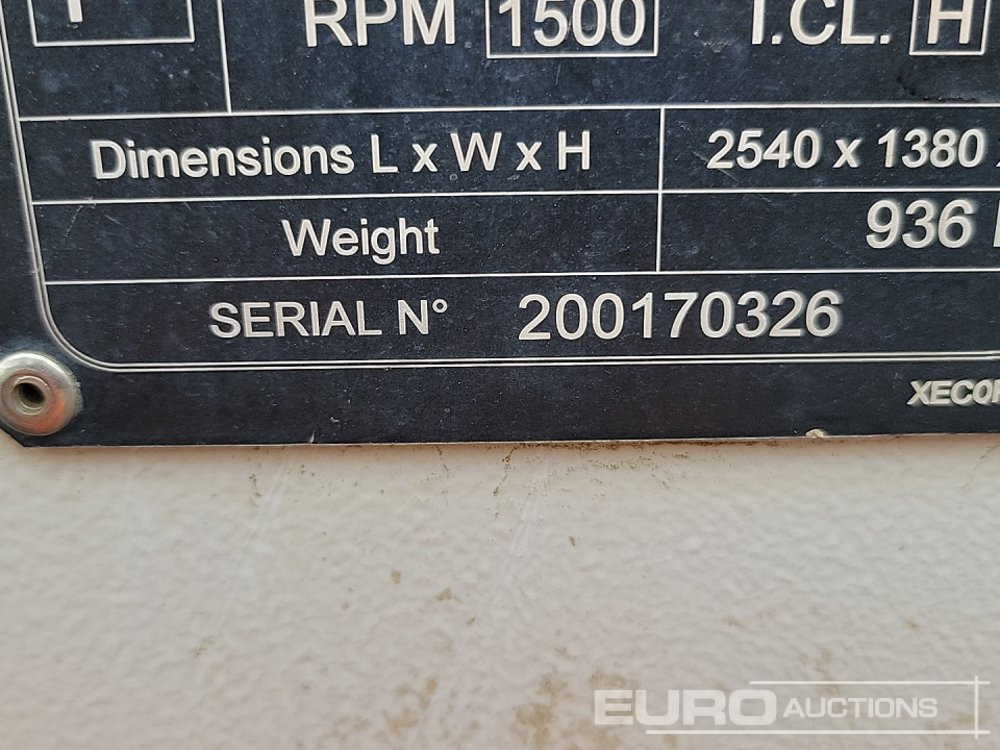 RPM 1500 I.CL. H
Dimensions L x W x H 2540 x 1380
Weight 936
SERIAL N° 200170326
EURO AUCTIONS